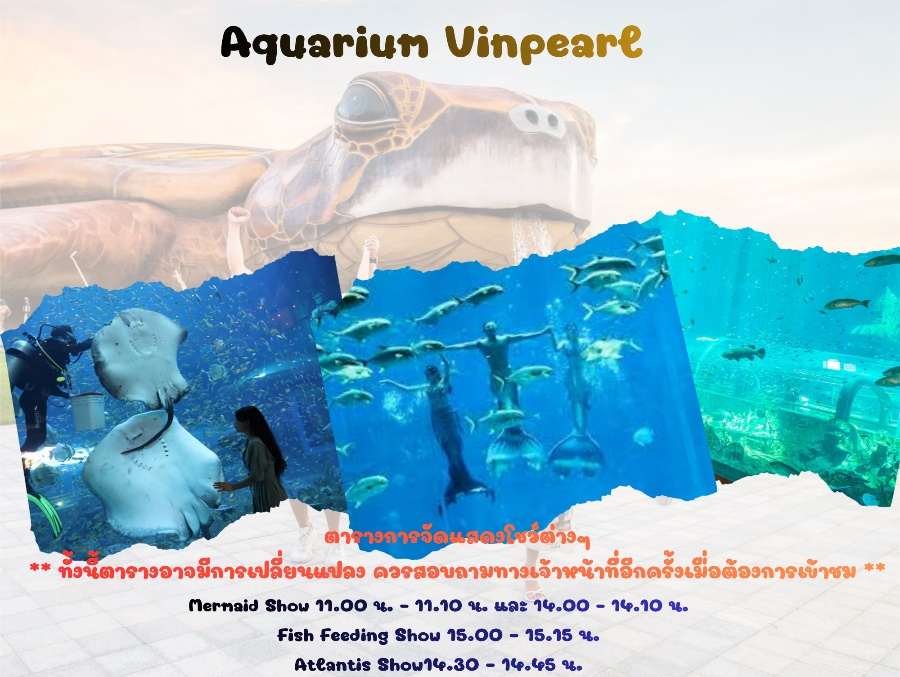 Aquarium Vinpearl
ตารางการจัดแสดงโชว์ต่างๆ
** ทั้งนี้ตารางอาจมีการเปลี่ยนแปลง ควรสอบถามทางเจ้าหน้าที่อีกครั้งเมื่อต้องการเข้าชม **
Mermaid Show 11.00 น. - 11.10 น. และ 14.00 - 14.10 น.
Fish Feeding Show 15.00 - 15.15 น.
Atlantis Show14.30 - 14.45 น.